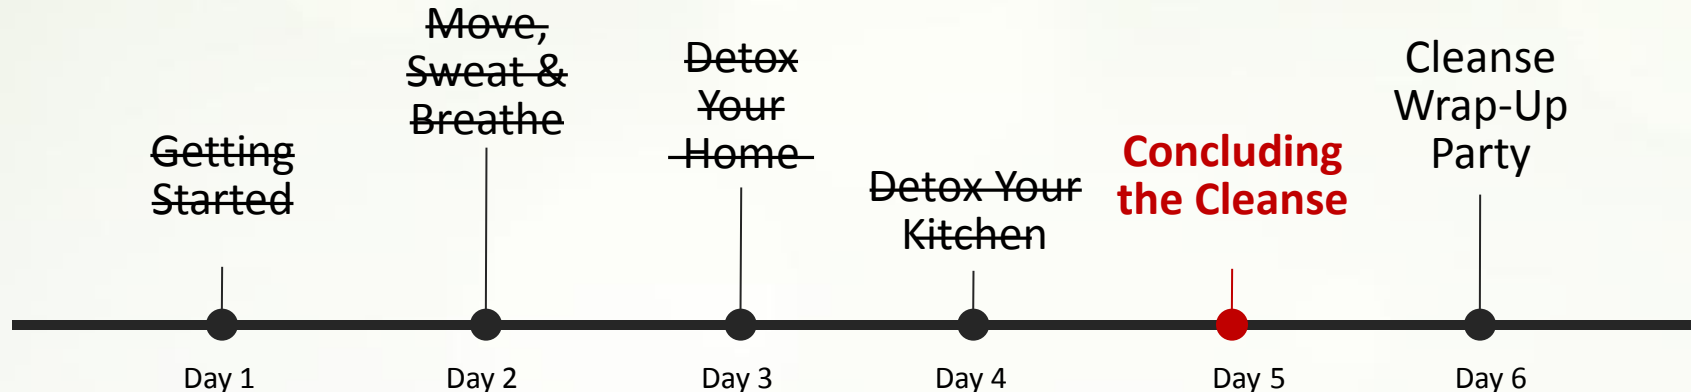 Getting
Started
Move,
Sweat &
Breathe
Detox
Your
Home
Detox Your
Kitchen
Concluding
the Cleanse
Cleanse
Wrap-Up
Party
Day 1
Day 2
Day 3
Day 4
Day 5
Day 6